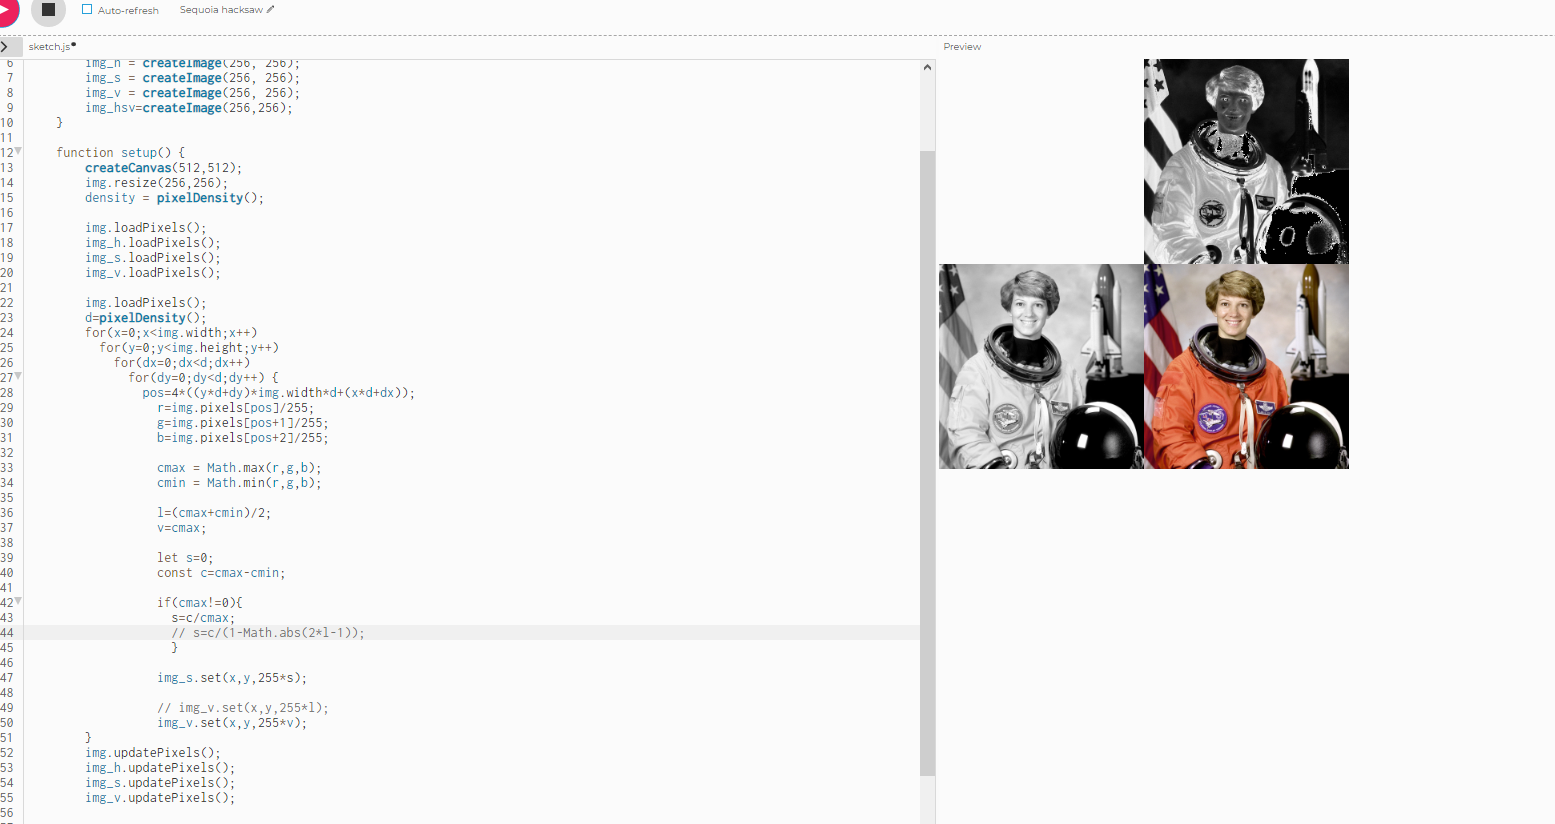 Auto-refresh Sequoia hacksaw
sketch.js Preview
6 img_h = createImage(256, 256);
7 img_s = createImage(256, 256);
8 img_v = createImage(256, 256);
9 img_hsv=createImage(256,256);
10 }
11
12 function setup() {
13 createCanvas(512,512);
14 img.resize(256,256);
15 density = pixelDensity();
16
17 img.loadPixels();
18 img_h.loadPixels();
19 img_s.loadPixels();
20 img_v.loadPixels();
21
22 img.loadPixels();
23 d=pixelDensity();
24 for(x=0;x<img.width;x++)
25 for(y=0;y<img.height;y++)
26 for(dx=0;dx<d;dx++)
27 for(dy=0;dy<d;dy++) {
28 pos=4*((y*d+dy)*img.width*d+(x*d+dx));
29 r=img.pixels[pos]/255;
30 g=img.pixels[pos+1]/255;
31 b=img.pixels[pos+2]/255;
32
33 cmax = Math.max(r,g,b);
34 cmin = Math.min(r,g,b);
35
36 l=(cmax+cmin)/2;
37 v=cmax;
38
39 let s=0;
40 const c=cmax-cmin;
41
42 if(cmax!=0){
43 s=c/cmax;
44 // s=c/(1-Math.abs(2*l-1));
45 }
46
47 img_s.set(x,y,255*s);
48
49 // img_v.set(x,y,255*l);
50 img_v.set(x,y,255*v);
51 }
52 img.updatePixels();
53 img_h.updatePixels();
54 img_s.updatePixels();
55 img_v.updatePixels();
56